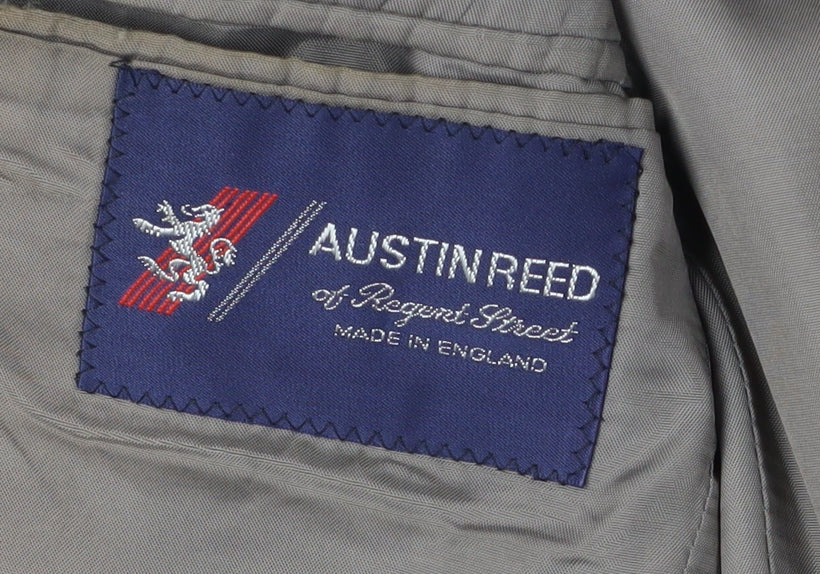 AUSTIN REED
of Regent Street
MADE IN ENGLAND